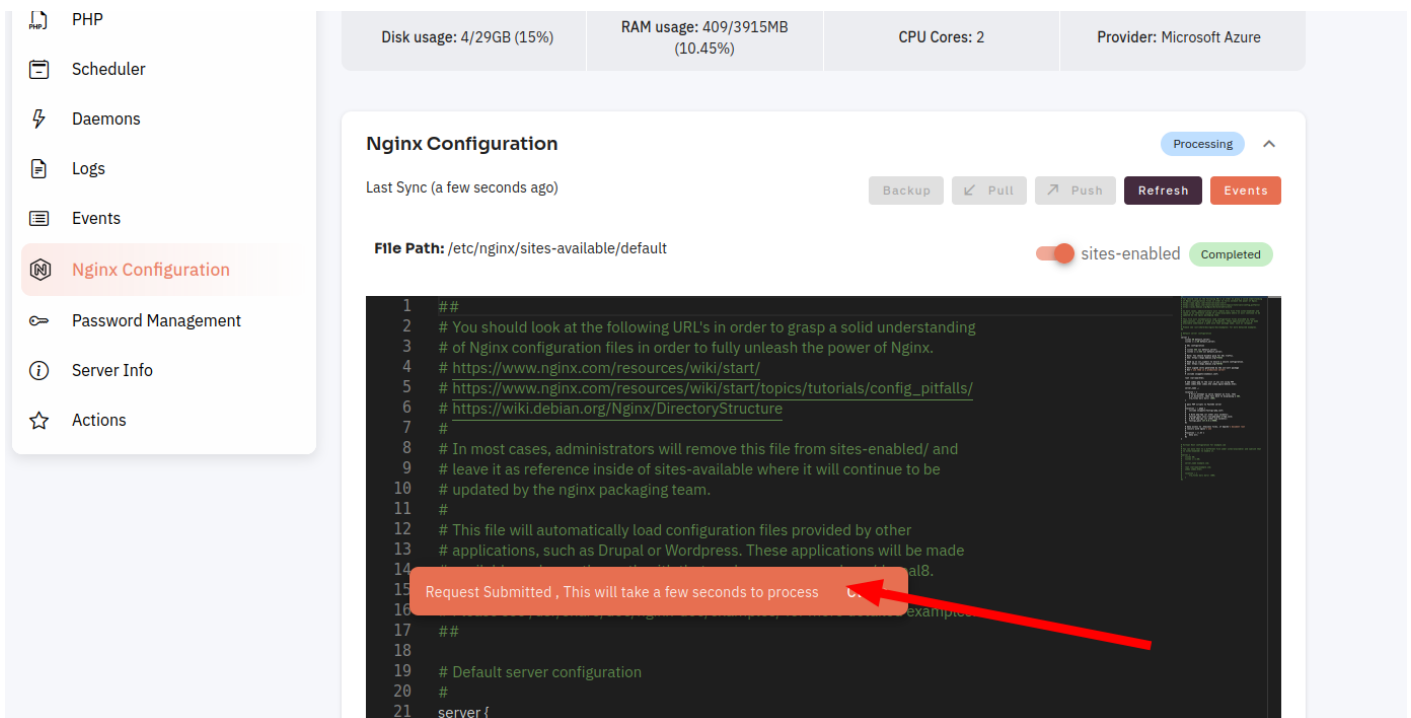 PHP
Scheduler
Daemons
Logs
Events
Nginx Configuration
Password Management
Server Info
Actions
Disk usage: 4/29GB (15%)
RAM usage: 409/3915MB
(10.45%)
CPU Cores: 2
Provider: Microsoft Azure
Nginx Configuration
Processing
Last Sync (a few seconds ago)
Backup
Pull
Push
Refresh
Events
File Path: /etc/nginx/sites-available/default
sites-enabled
Completed
1 ##
2 # You should look at the following URL's in order to grasp a solid understanding
3 # of Nginx configuration files in order to fully unleash the power of Nginx.
4 # https://www.nginx.com/resources/wiki/start/
5 # https://www.nginx.com/resources/wiki/start/topics/tutorials/config_pitfalls/
6 # https://wiki.debian.org/Nginx/DirectoryStructure
7 #
8 # In most cases, administrators will remove this file from sites-enabled/ and
9 # leave it as reference inside of sites-available where it will continue to be
10 # updated by the nginx packaging team.
11 #
12 # This file will automatically load configuration files provided by other
13 # applications, such as Drupal or Wordpress. These applications will be made
14
15
Request Submitted , This will take a few seconds to process
16
17 ##
18
19 # Default server configuration
20 #
21 server {